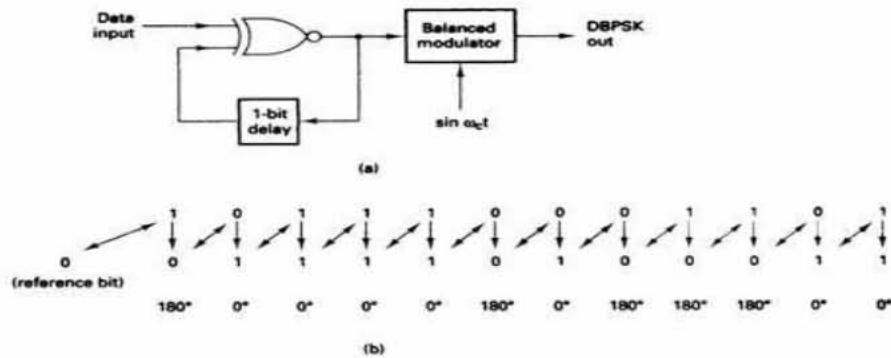 Data input
Balanced modulator
DBPSK out
1-bit delay
sin ω꜀t
(a)
1 0 1 1 1 0 0 0 1 1 0 1
0 0 1 1 1 1 0 1 0 0 0 1 1
(reference bit)
180° 0° 0° 0° 0° 180° 0° 180° 180° 180° 0° 0°
(b)